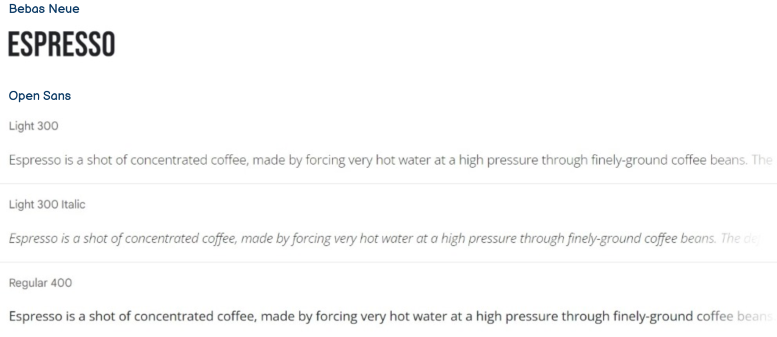 Bebas Neue
ESPRESSO
Open Sans
Light 300
Espresso is a shot of concentrated coffee, made by forcing very hot water at a high pressure through finely-ground coffee beans. The
Light 300 Italic
Espresso is a shot of concentrated coffee, made by forcing very hot water at a high pressure through finely-ground coffee beans. The
Regular 400
Espresso is a shot of concentrated coffee, made by forcing very hot water at a high pressure through finely-ground coffee beans